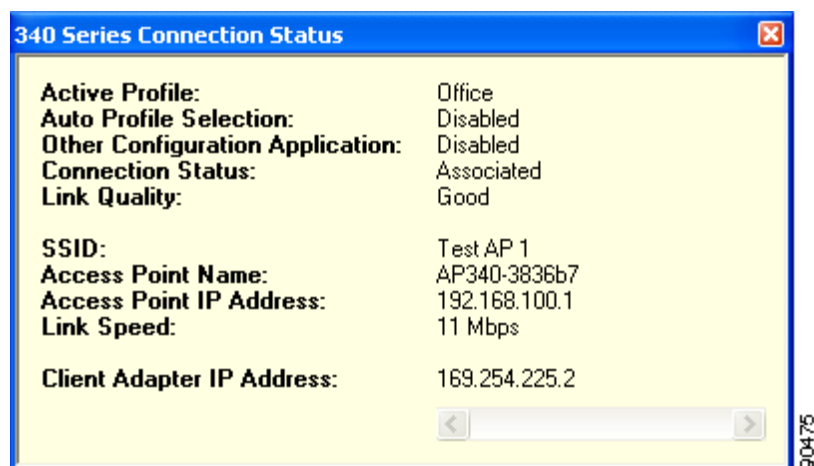 340 Series Connection Status
Active Profile: Office
Auto Profile Selection: Disabled
Other Configuration Application: Disabled
Connection Status: Associated
Link Quality: Good
SSID: Test AP 1
Access Point Name: AP340-3836b7
Access Point IP Address: 192.168.100.1
Link Speed: 11 Mbps
Client Adapter IP Address: 169.254.225.2
90475